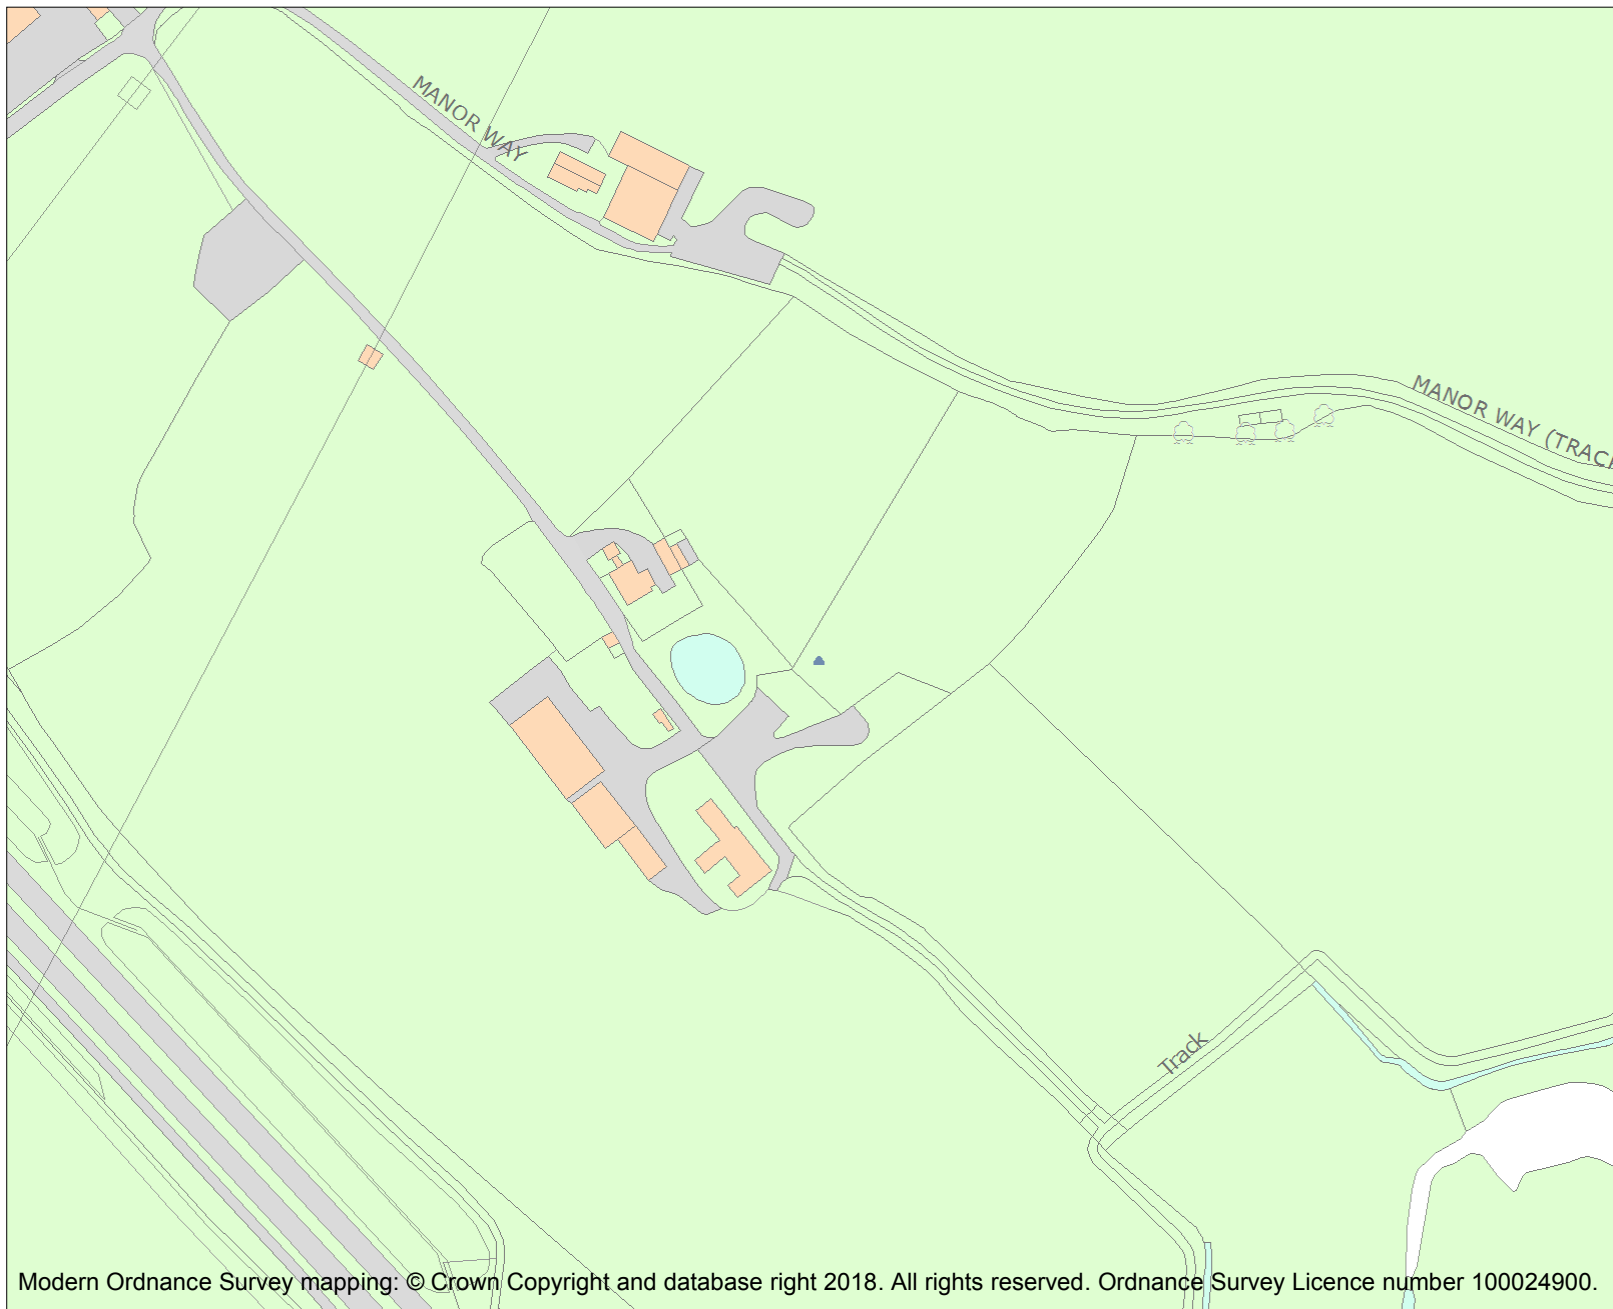 MANOR WAY
MANOR WAY (TRACK
Track
Modern Ordnance Survey mapping: © Crown Copyright and database right 2018. All rights reserved. Ordnance Survey Licence number 100024900.